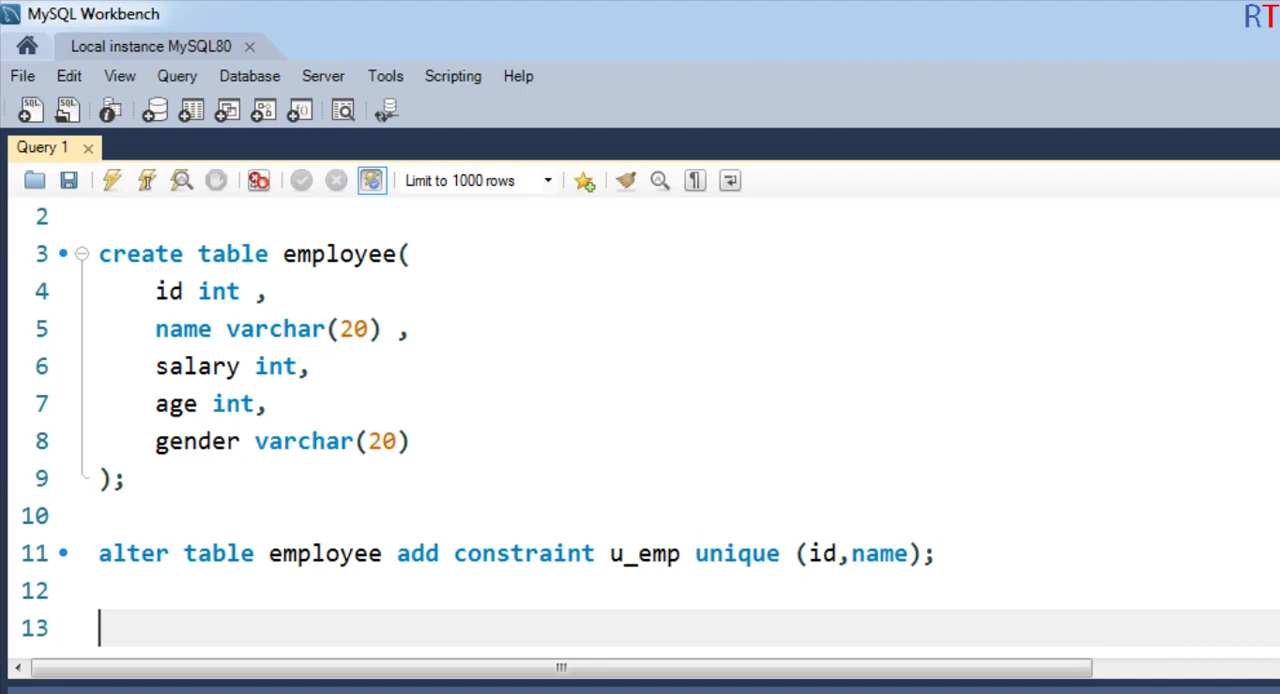 MySQL Workbench
RT
Local instance MySQL80
File Edit View Query Database Server Tools Scripting Help
Query 1
Limit to 1000 rows
2
3 create table employee(
4 id int ,
5 name varchar(20) ,
6 salary int,
7 age int,
8 gender varchar(20)
9 );
10
11 alter table employee add constraint u_emp unique (id,name);
12
13